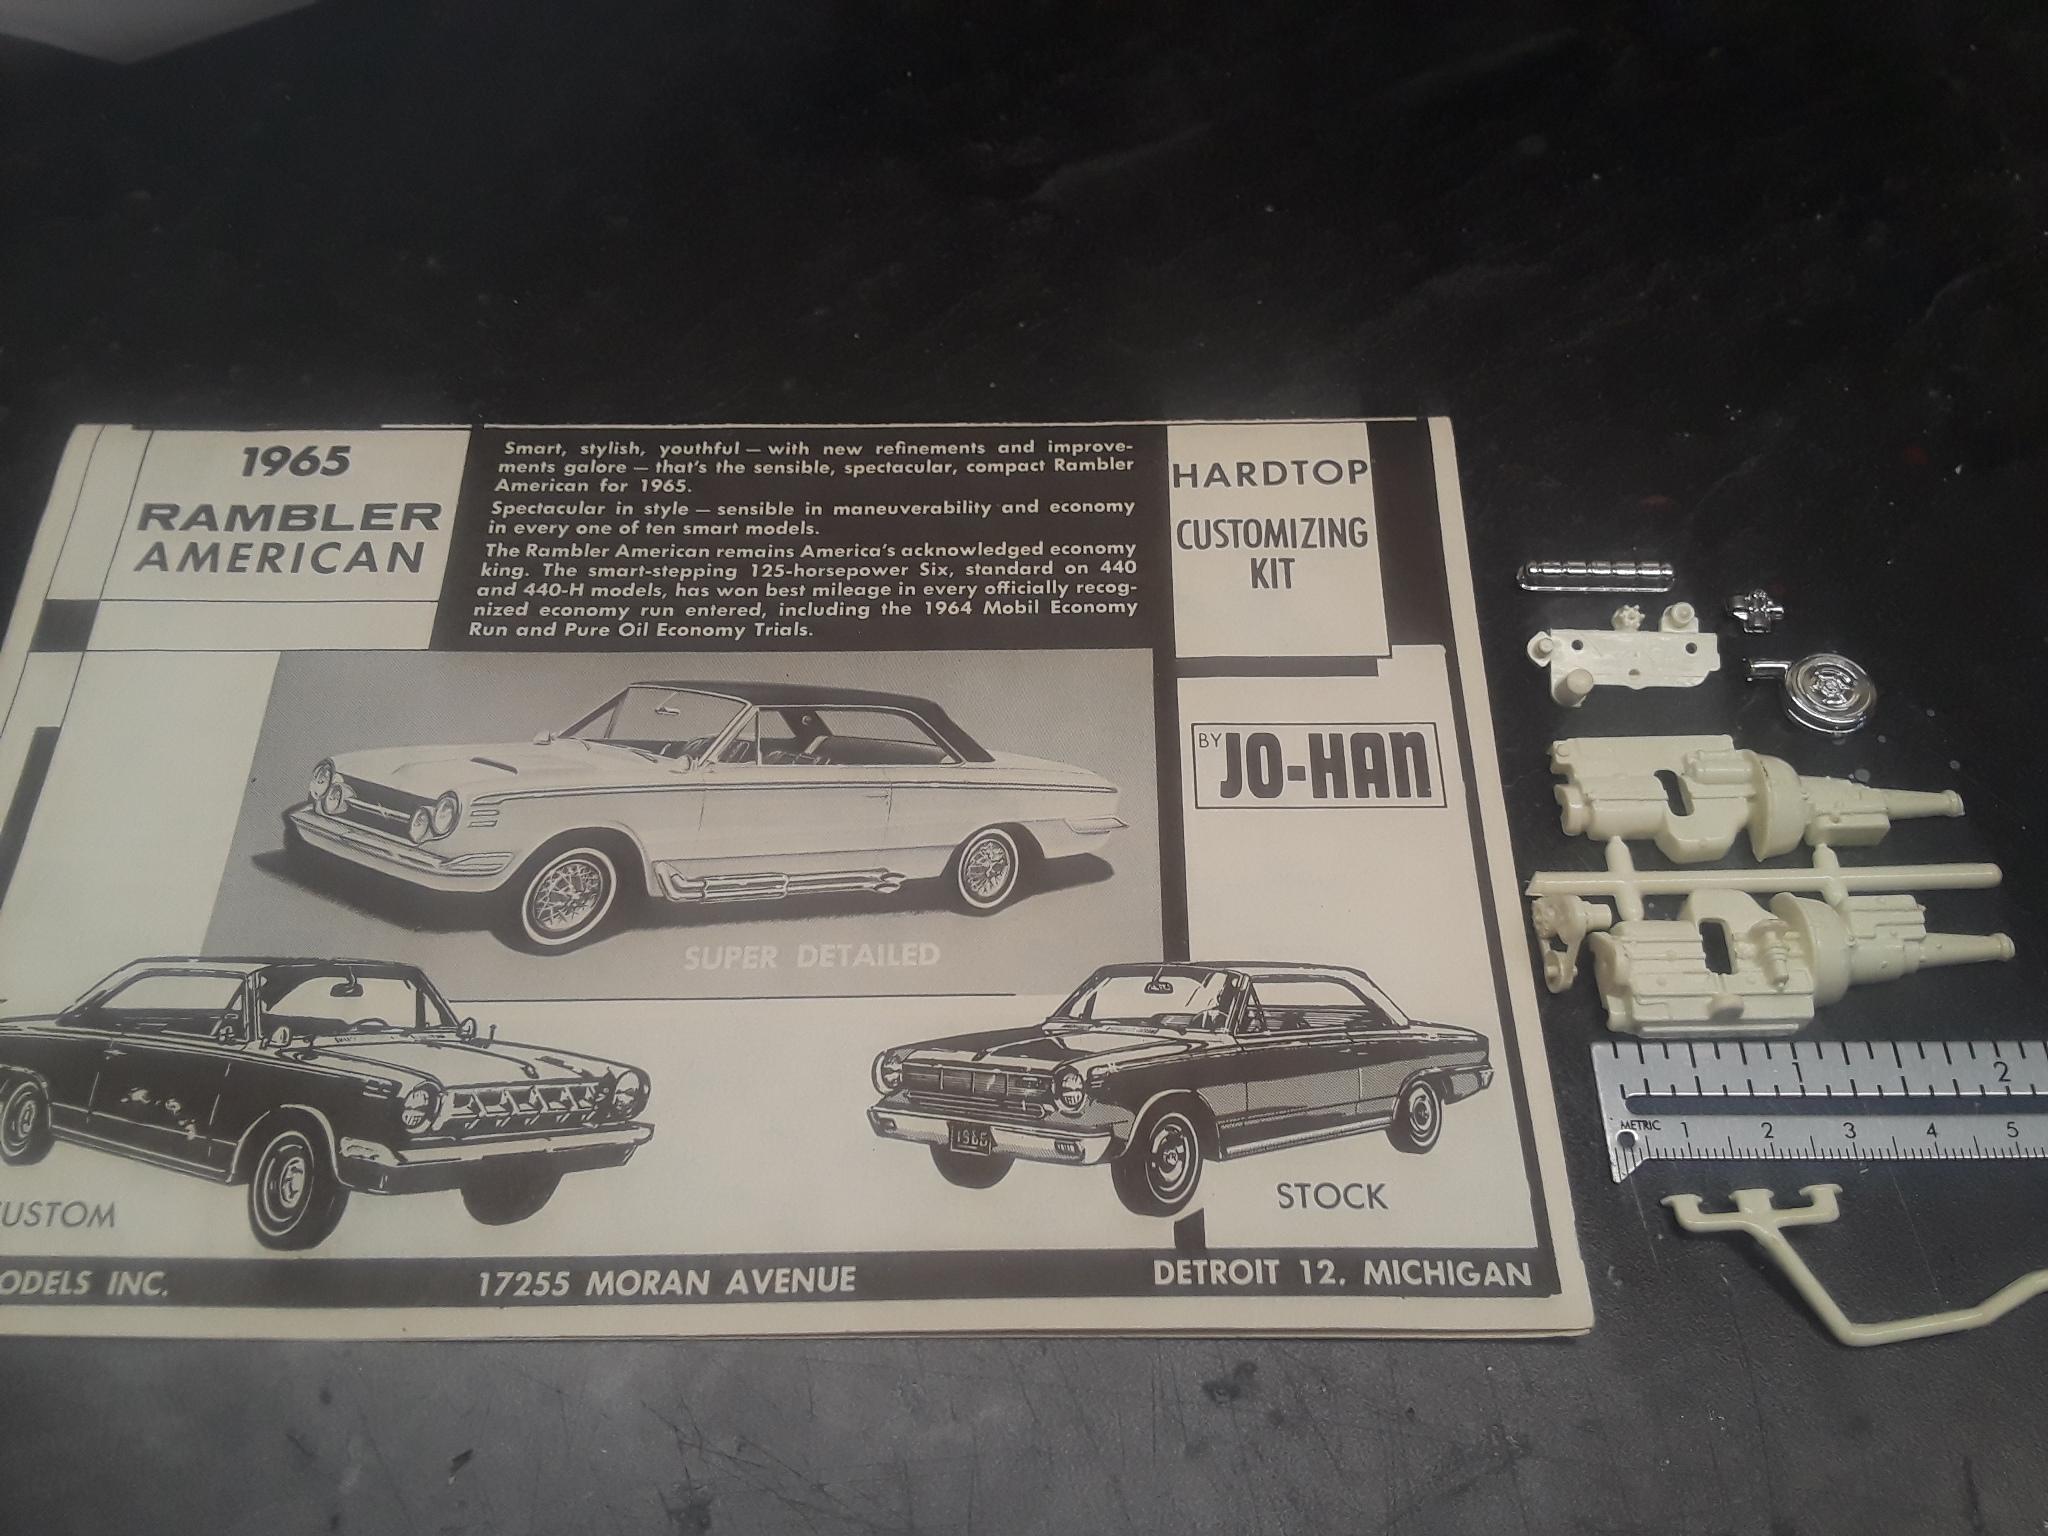 1965
RAMBLER
AMERICAN
Smart, stylish, youthful — with new refinements and improve-
ments galore — that's the sensible, spectacular, compact Rambler
American for 1965.
Spectacular in style — sensible in maneuverability and economy
in every one of ten smart models.
The Rambler American remains America's acknowledged economy
king. The smart-stepping 125-horsepower Six, standard on 440
and 440-H models, has won best mileage in every officially recog-
nized economy run entered, including the 1964 Mobil Economy
Run and Pure Oil Economy Trials.
HARDTOP
CUSTOMIZING
KIT
BY JO-HAN
SUPER DETAILED
USTOM
1965
STOCK
ODELS INC.
17255 MORAN AVENUE
DETROIT 12, MICHIGAN
1 2
METRIC 1 2 3 4 5